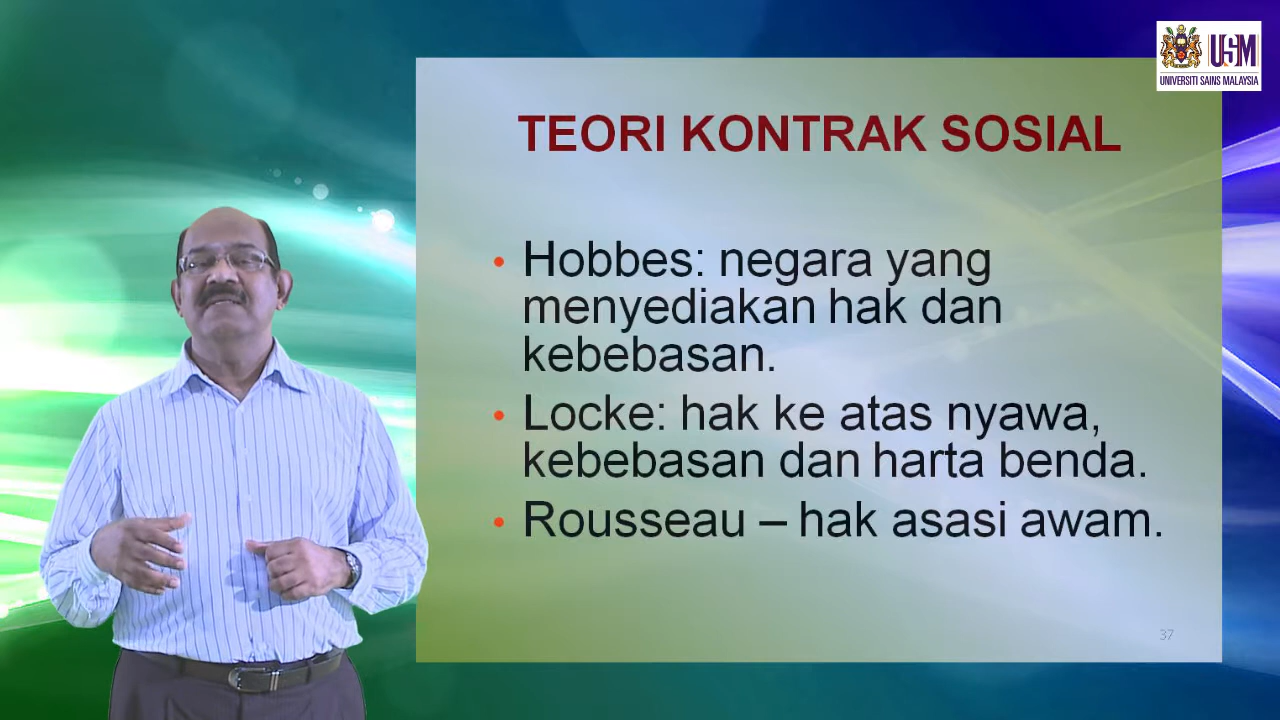 USM
UNIVERSITI SAINS MALAYSIA
TEORI KONTRAK SOSIAL
• Hobbes: negara yang
menyediakan hak dan
kebebasan.
• Locke: hak ke atas nyawa,
kebebasan dan harta benda.
• Rousseau – hak asasi awam.
37